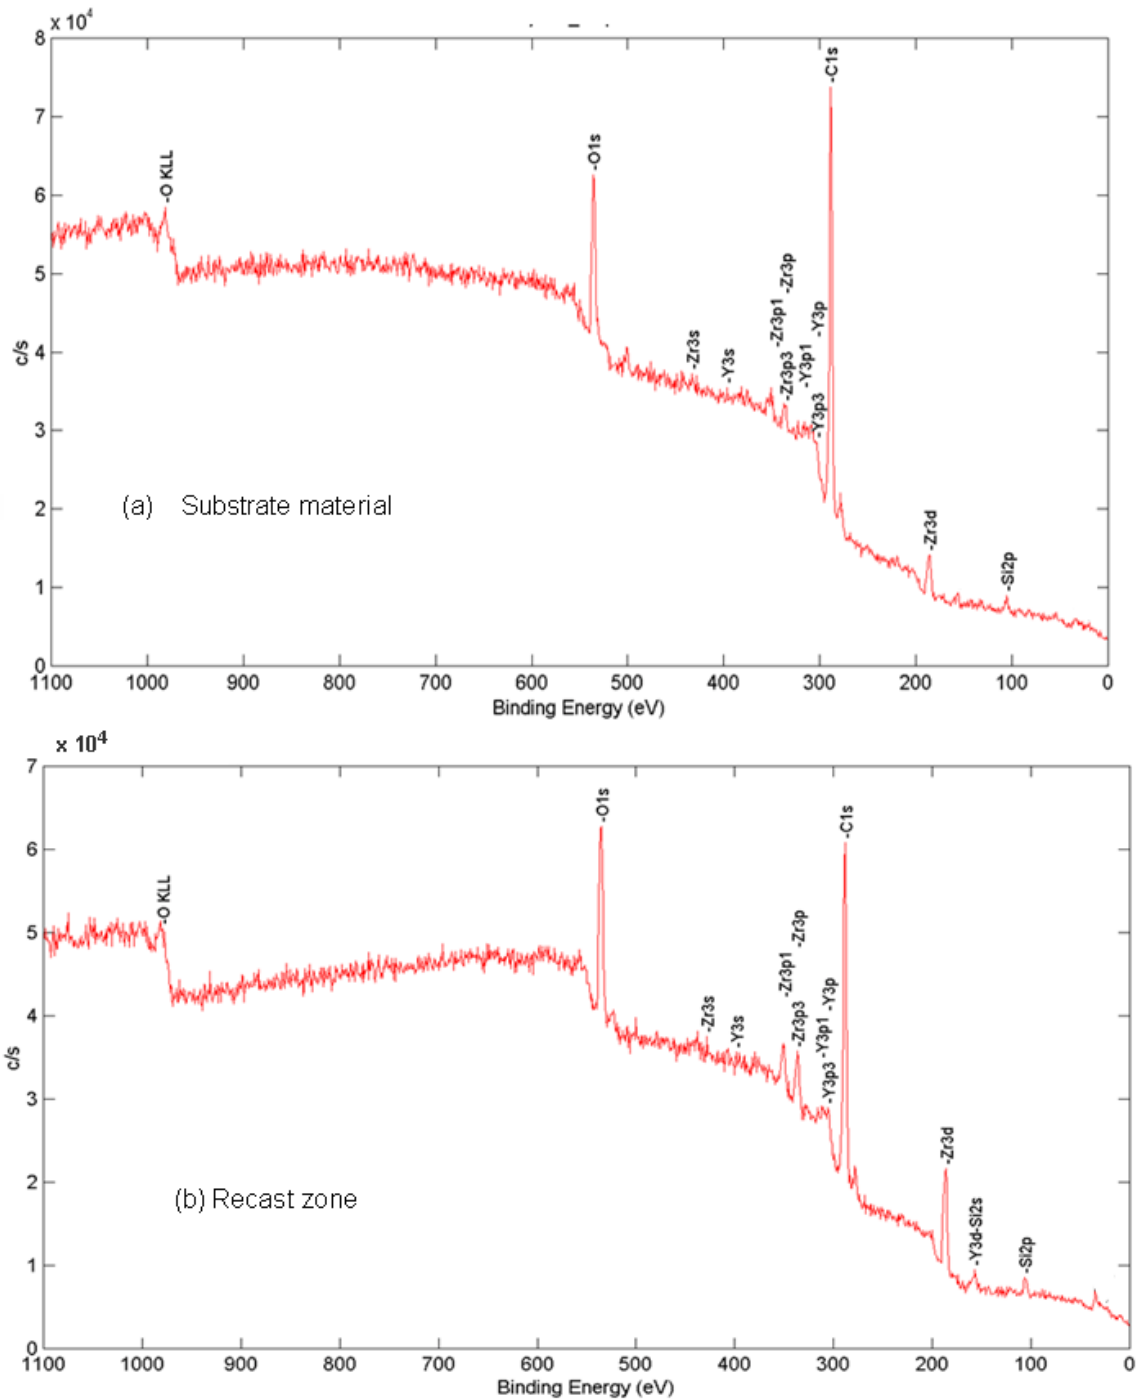 x 10⁴
8
7
6
5
4
3
2
1
0
c/s
-O KLL
-O1s
-Zr3s
-Y3s
-Zr3p3
-Zr3p1
-Zr3p
-Y3p3
-Y3p1
-Y3p
-C1s
-Zr3d
-Si2p
(a) Substrate material
1100 1000 900 800 700 600 500 400 300 200 100 0
Binding Energy (eV)
x 10⁴
7
6
5
4
3
2
1
0
c/s
-O KLL
-O1s
-Zr3s
-Y3s
-Zr3p3
-Zr3p1
-Zr3p
-Y3p3 -Y3p1 -Y3p
-C1s
-Zr3d
-Y3d-Si2s
-Si2p
(b) Recast zone
1100 1000 900 800 700 600 500 400 300 200 100 0
Binding Energy (eV)